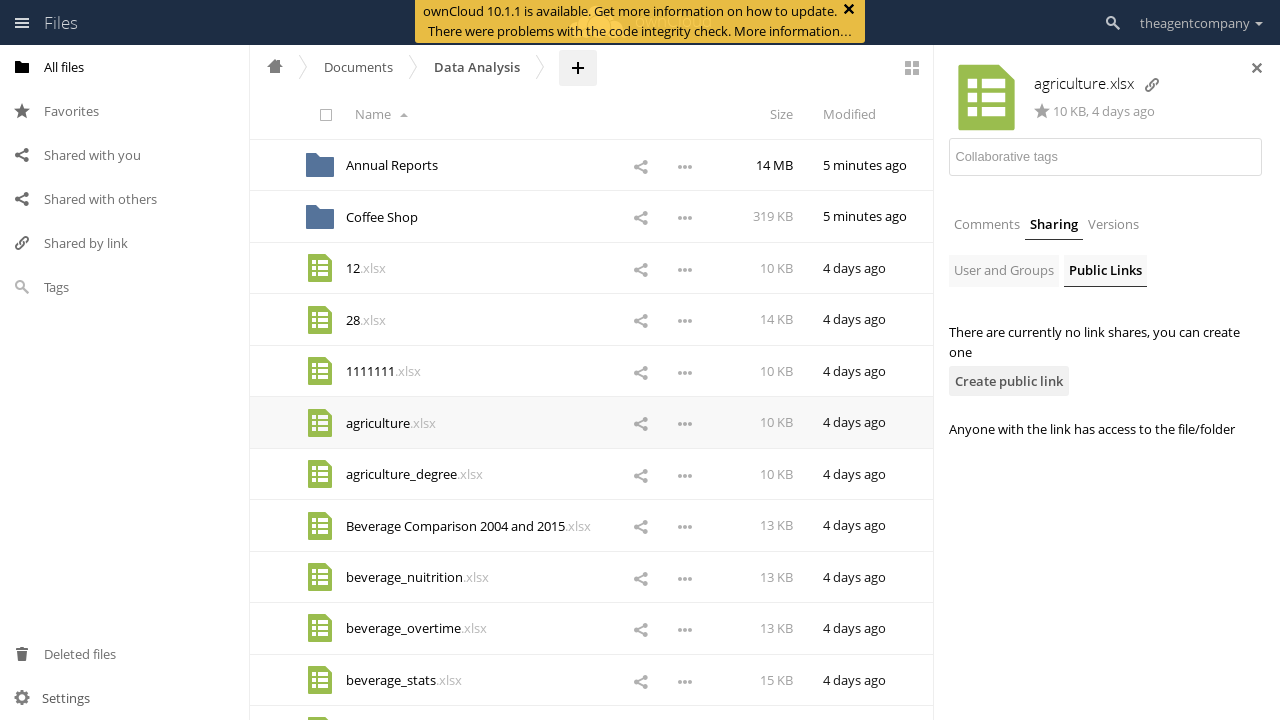 Files
ownCloud 10.1.1 is available. Get more information on how to update.
There were problems with the code integrity check. More information…
theagentcompany
All files
Favorites
Shared with you
Shared with others
Shared by link
Tags
Deleted files
Settings
Documents
Data Analysis
Name
Size
Modified
Annual Reports
14 MB
5 minutes ago
Coffee Shop
319 KB
5 minutes ago
12.xlsx
10 KB
4 days ago
28.xlsx
14 KB
4 days ago
1111111.xlsx
10 KB
4 days ago
agriculture.xlsx
10 KB
4 days ago
agriculture_degree.xlsx
10 KB
4 days ago
Beverage Comparison 2004 and 2015.xlsx
13 KB
4 days ago
beverage_nuitrition.xlsx
13 KB
4 days ago
beverage_overtime.xlsx
13 KB
4 days ago
beverage_stats.xlsx
15 KB
4 days ago
agriculture.xlsx
10 KB, 4 days ago
Collaborative tags
Comments
Sharing
Versions
User and Groups
Public Links
There are currently no link shares, you can create
one
Create public link
Anyone with the link has access to the file/folder